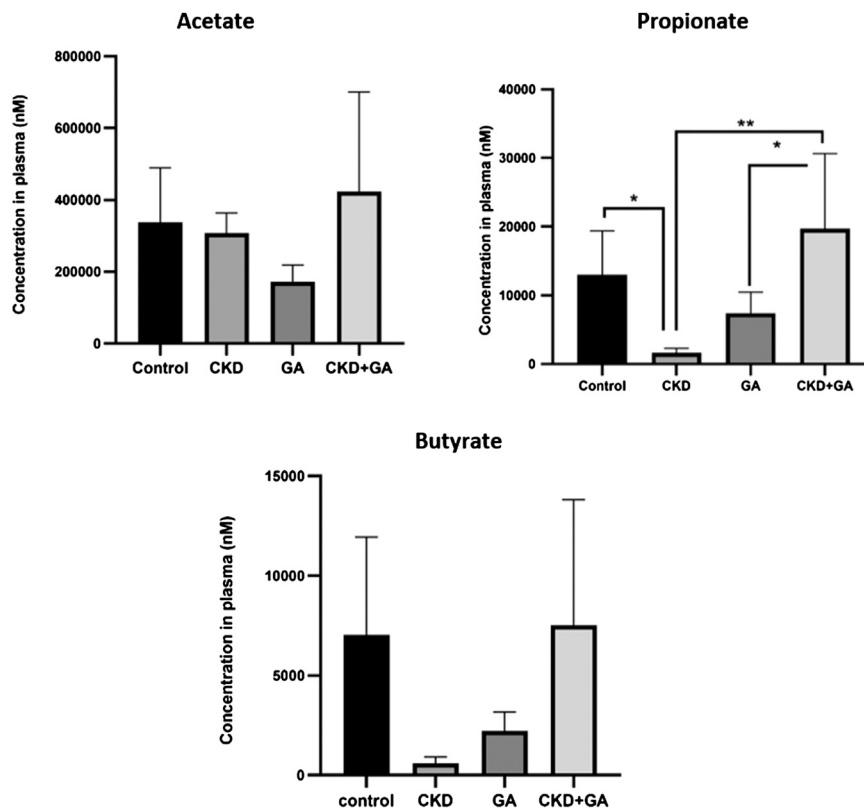 Acetate
Concentration in plasma (nM)
800000
600000
400000
200000
0
Control CKD GA CKD+GA
Propionate
Concentration in plasma (nM)
40000
30000
20000
10000
0
**
*
*
Control CKD GA CKD+GA
Butyrate
Concentration in plasma (nM)
15000
10000
5000
0
control CKD GA CKD+GA